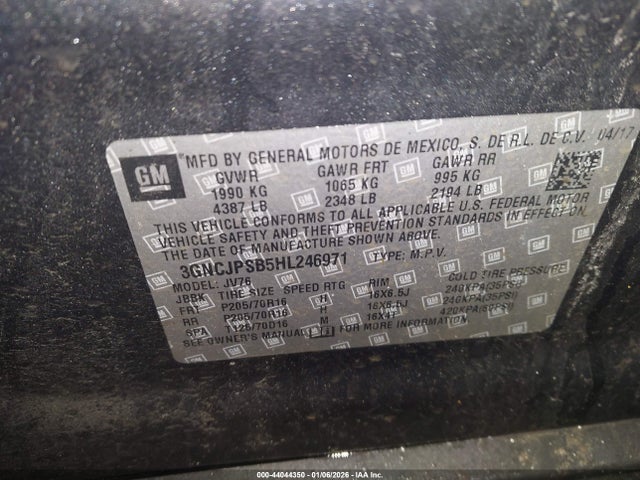 GM
MFD BY GENERAL MOTORS DE MEXICO, S. DE R.L. DE C.V. 04/17
GVWR GAWR FRT GAWR RR
1990 KG 1065 KG 995 KG
4387 LB 2348 LB 2194 LB
THIS VEHICLE CONFORMS TO ALL APPLICABLE U.S. FEDERAL MOTOR
VEHICLE SAFETY AND THEFT PREVENTION STANDARDS IN EFFECT ON
THE DATE OF MANUFACTURE SHOWN ABOVE.
3GNCJPSB5HL246971 TYPE: M.P.V.
MODEL: JV76
JBBK TIRE SIZE SPEED RTG RIM COLD TIRE PRESSURE
FRT P205/70R16 H 16X6.5J 240KPA(35PSI)
RR P205/70R16 H 16X6.5J 240KPA(35PSI)
SPA T125/70D16 M 16X4T 420KPA(60PSI)
SEE OWNER'S MANUAL FOR MORE INFORMATION
000-44044350 - 01/06/2026 - IAA Inc.